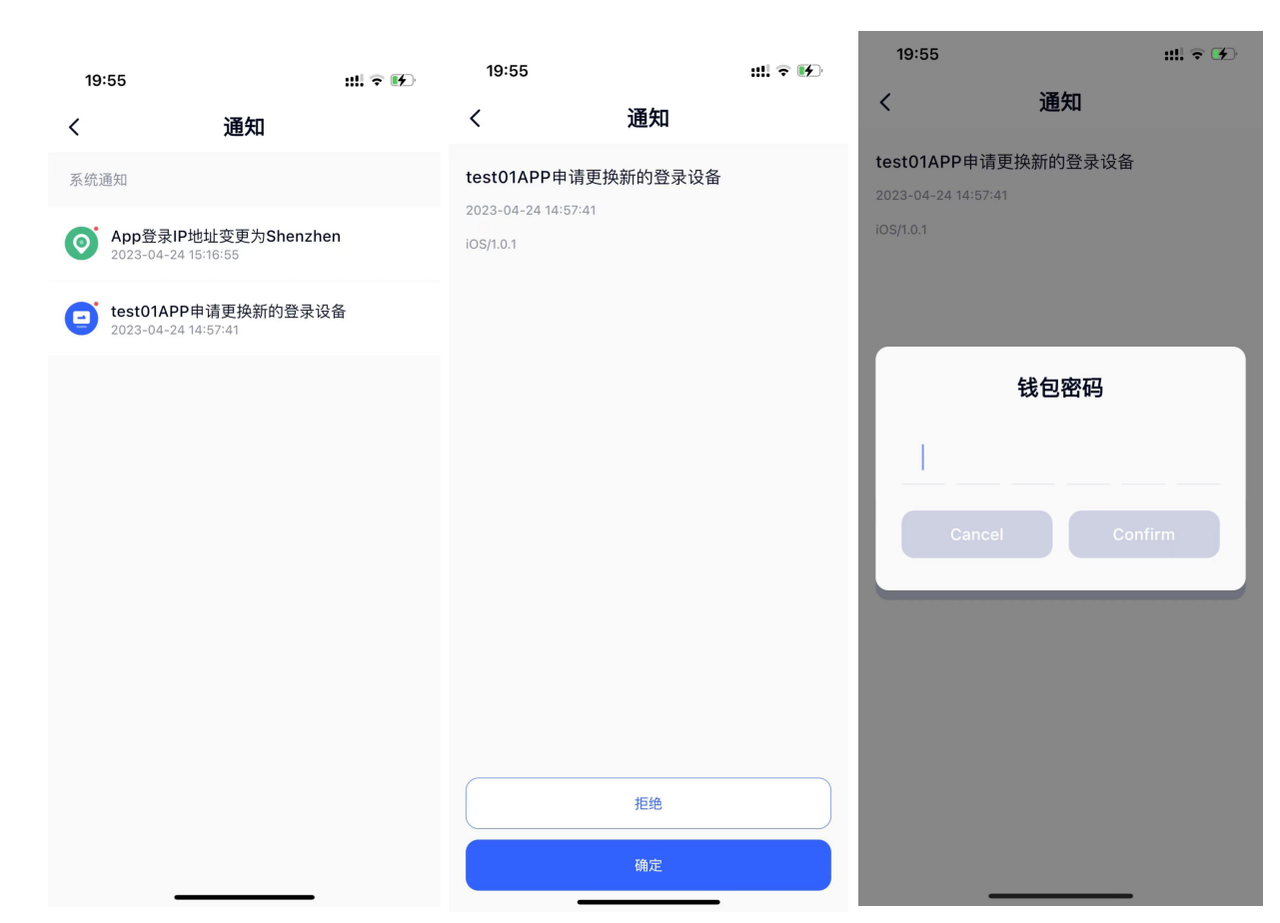 19:55
通知
系统通知
App登录IP地址变更为Shenzhen
2023-04-24 15:16:55
test01APP申请更换新的登录设备
2023-04-24 14:57:41
19:55
通知
test01APP申请更换新的登录设备
2023-04-24 14:57:41
iOS/1.0.1
拒绝
确定
19:55
通知
test01APP申请更换新的登录设备
2023-04-24 14:57:41
iOS/1.0.1
钱包密码
Cancel Confirm